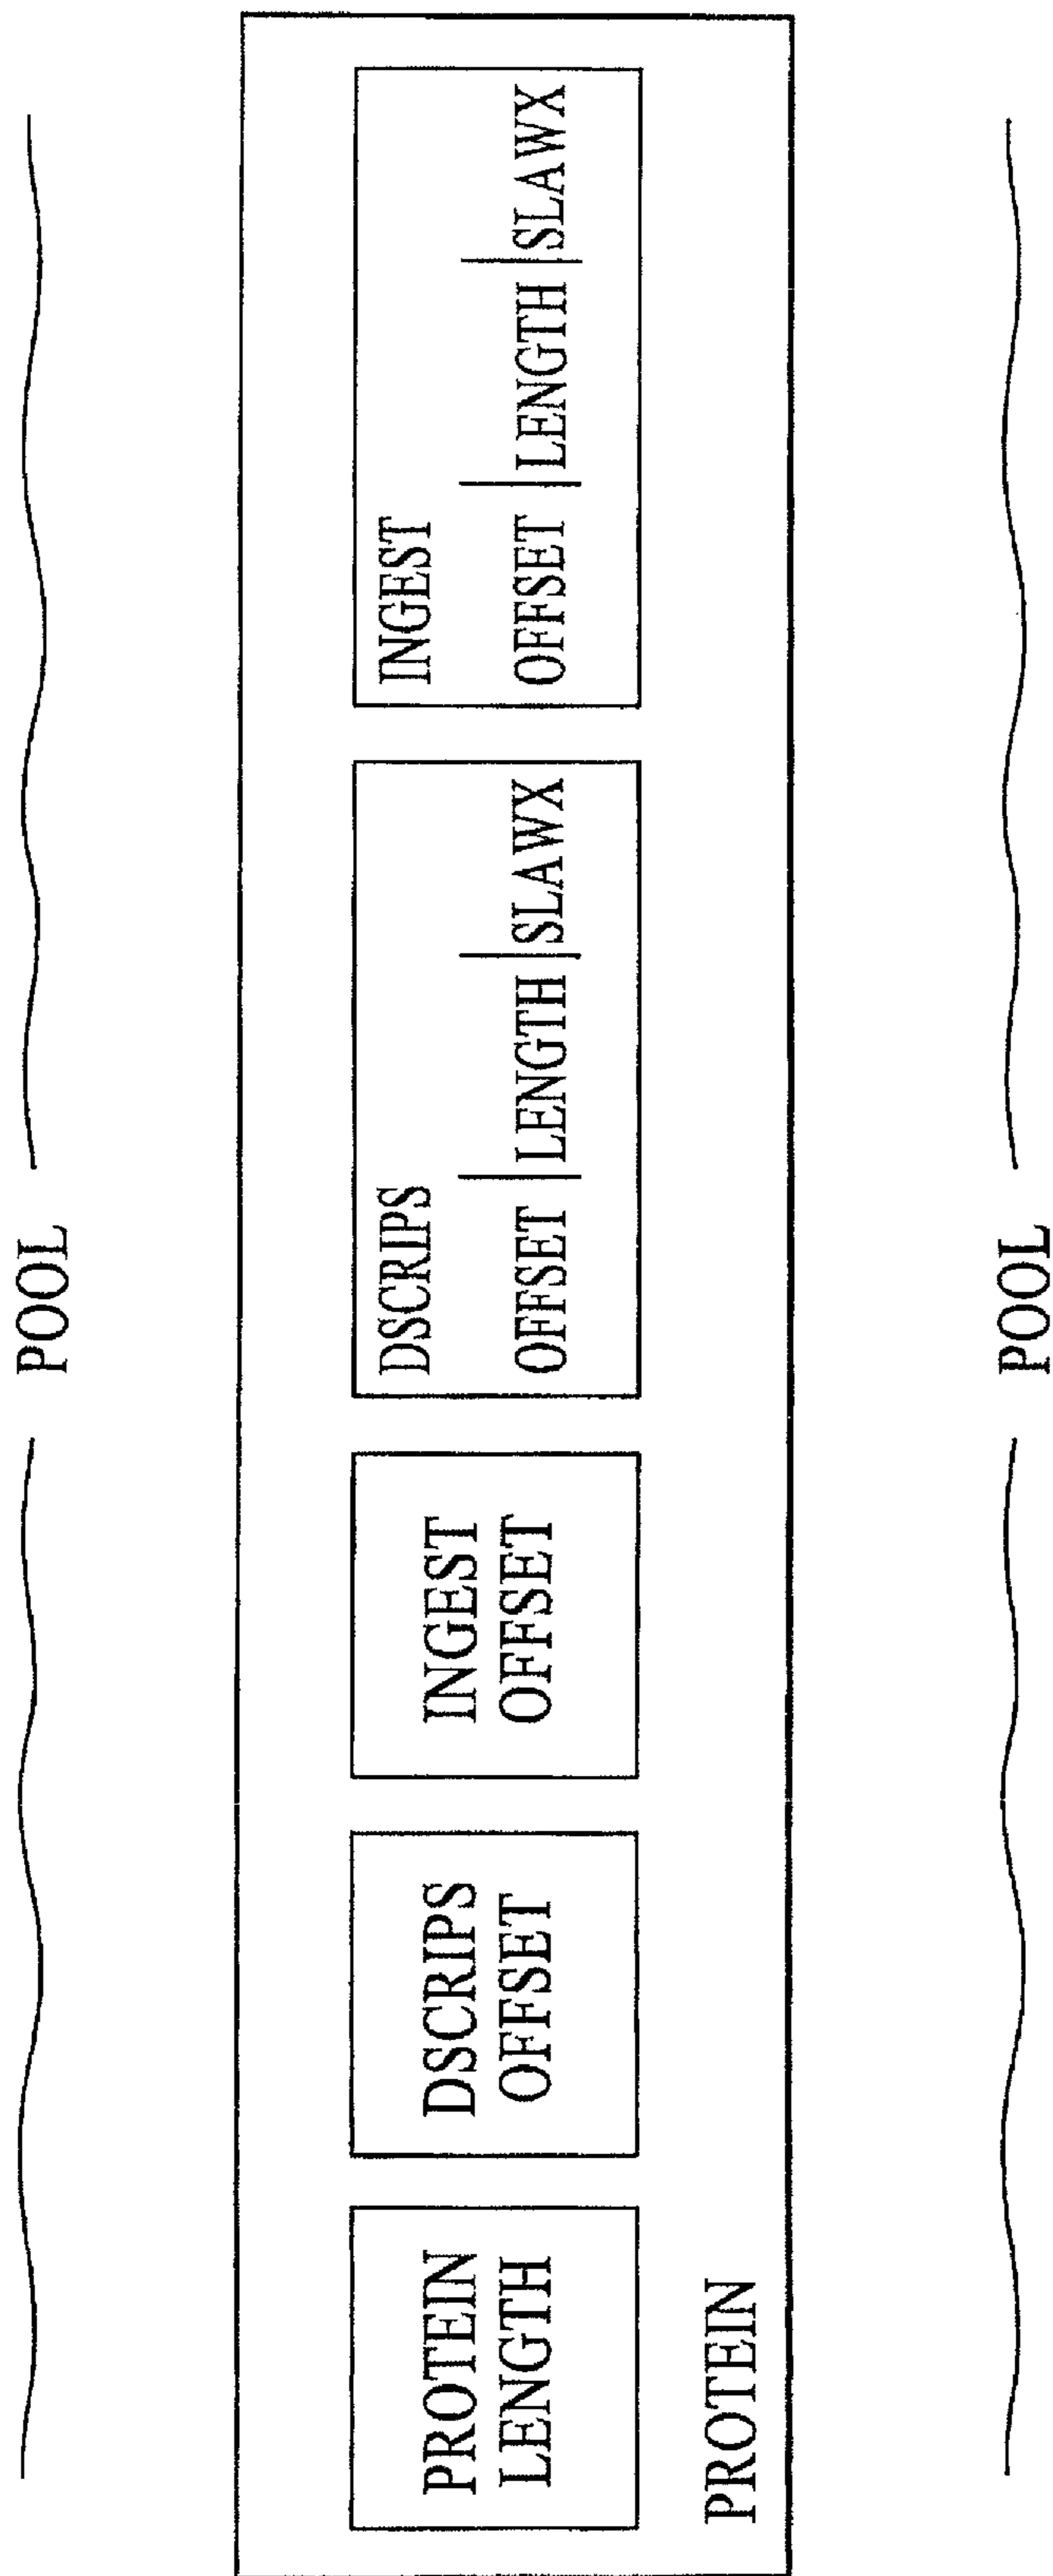 POOL
PROTEIN
LENGTH
DSCRIPS
OFFSET
INGEST
OFFSET
DSCRIPS
OFFSET LENGTH SLAWX
INGEST
OFFSET LENGTH SLAWX
PROTEIN
POOL